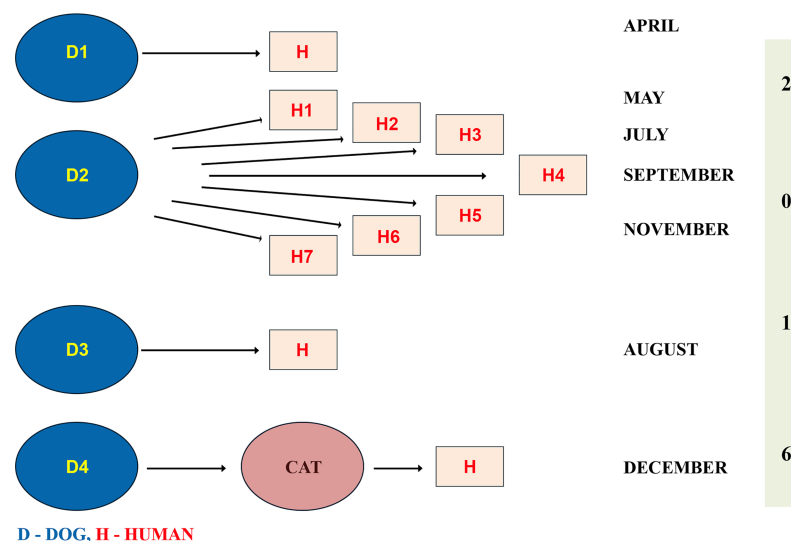 D1 H APRIL
2
H1 MAY
H2 H3 JULY
D2 H4 SEPTEMBER
0
H5
H6 NOVEMBER
H7
1
D3 H AUGUST
6
D4 CAT H DECEMBER
D - DOG, H - HUMAN